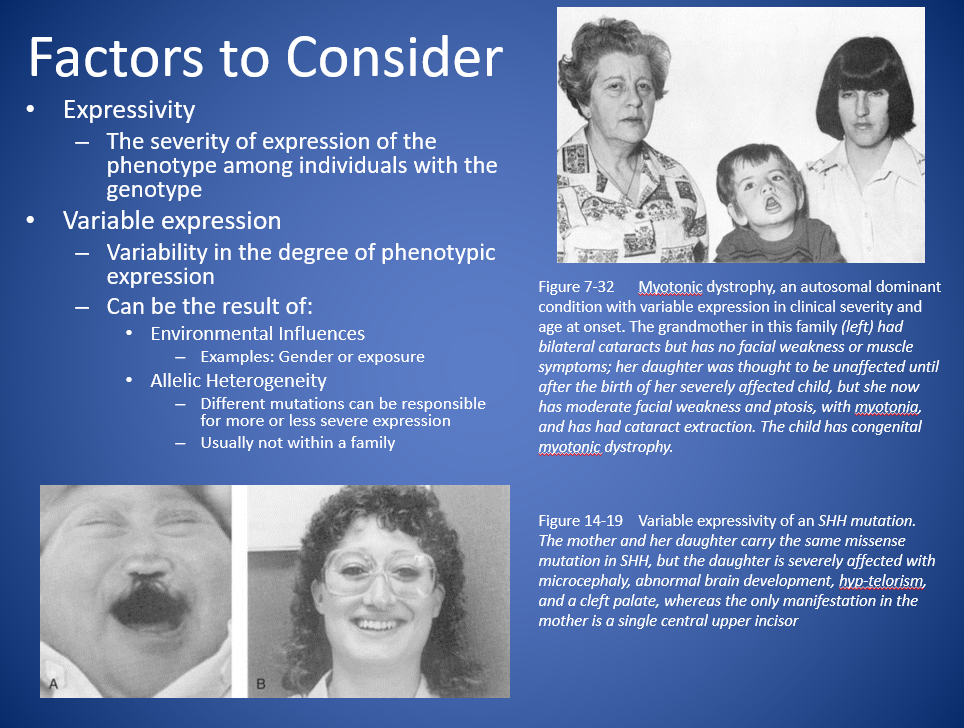 Factors to Consider
• Expressivity
– The severity of expression of the
phenotype among individuals with the
genotype
• Variable expression
– Variability in the degree of phenotypic
expression
– Can be the result of:
• Environmental Influences
– Examples: Gender or exposure
• Allelic Heterogeneity
– Different mutations can be responsible
for more or less severe expression
– Usually not within a family
Figure 7-32 Myotonic dystrophy, an autosomal dominant
condition with variable expression in clinical severity and
age at onset. The grandmother in this family (left) had
bilateral cataracts but has no facial weakness or muscle
symptoms; her daughter was thought to be unaffected until
after the birth of her severely affected child, but she now
has moderate facial weakness and ptosis, with myotonia,
and has had cataract extraction. The child has congenital
myotonic dystrophy.
A
B
Figure 14-19 Variable expressivity of an SHH mutation.
The mother and her daughter carry the same missense
mutation in SHH, but the daughter is severely affected with
microcephaly, abnormal brain development, hyp-telorism,
and a cleft palate, whereas the only manifestation in the
mother is a single central upper incisor